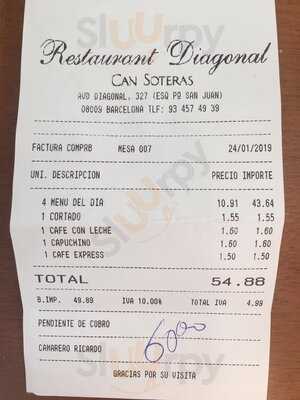 Restaurant Diagonal
CAN SOTERAS
AVD DIAGONAL, 327 (ESQ Pº SAN JUAN)
08009 BARCELONA TLF: 93 457 49 39
FACTURA COMPRB MESA 007 24/01/2019
UNI. DESCRIPCION PRECIO IMPORTE
4 MENU DEL DIA 10.91 43.64
1 CORTADO 1.55 1.55
1 CAFE CON LECHE 1.60 1.60
1 CAPUCHINO 1.60 1.60
1 CAFE EXPRESS 1.50 1.50
TOTAL 54.88
B.IMP. 49.89 IVA 10.00% TOTAL IVA 4.99
PENDIENTE DE COBRO
CAMARERO RICARDO
GRACIAS POR SU VISITA
Sluurpy